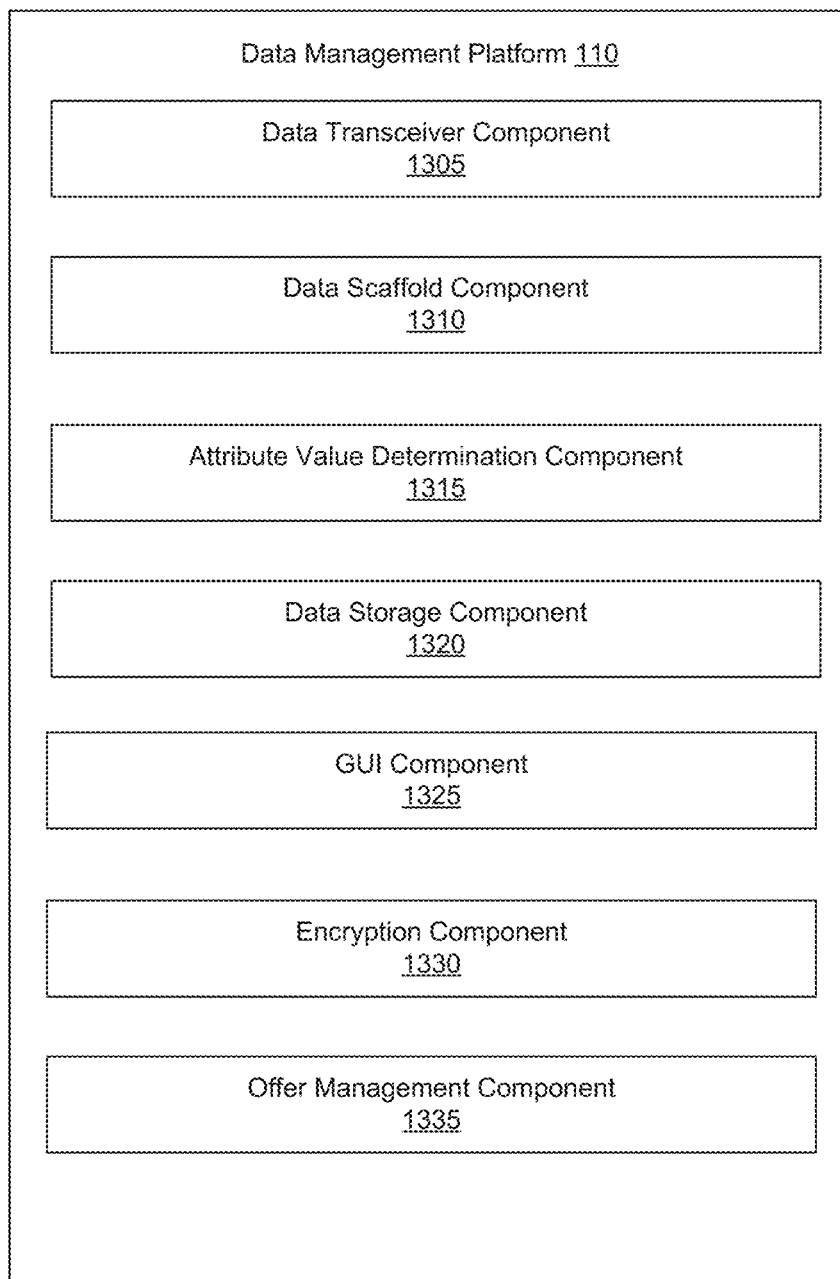 Data Management Platform 110
Data Transceiver Component
1305
Data Scaffold Component
1310
Attribute Value Determination Component
1315
Data Storage Component
1320
GUI Component
1325
Encryption Component
1330
Offer Management Component
1335